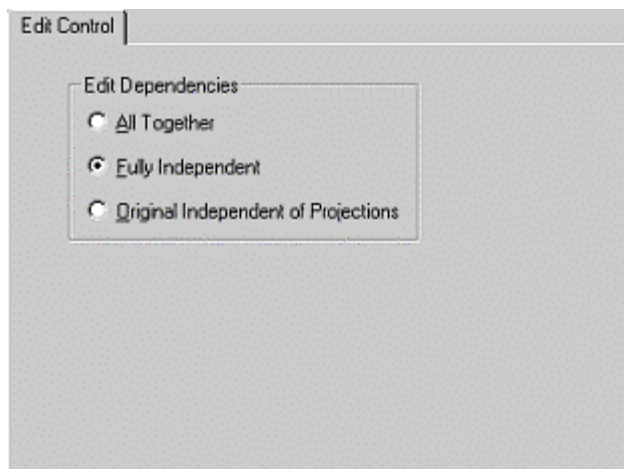 Edit Control
Edit Dependencies
All Together
Fully Independent
Original Independent of Projections